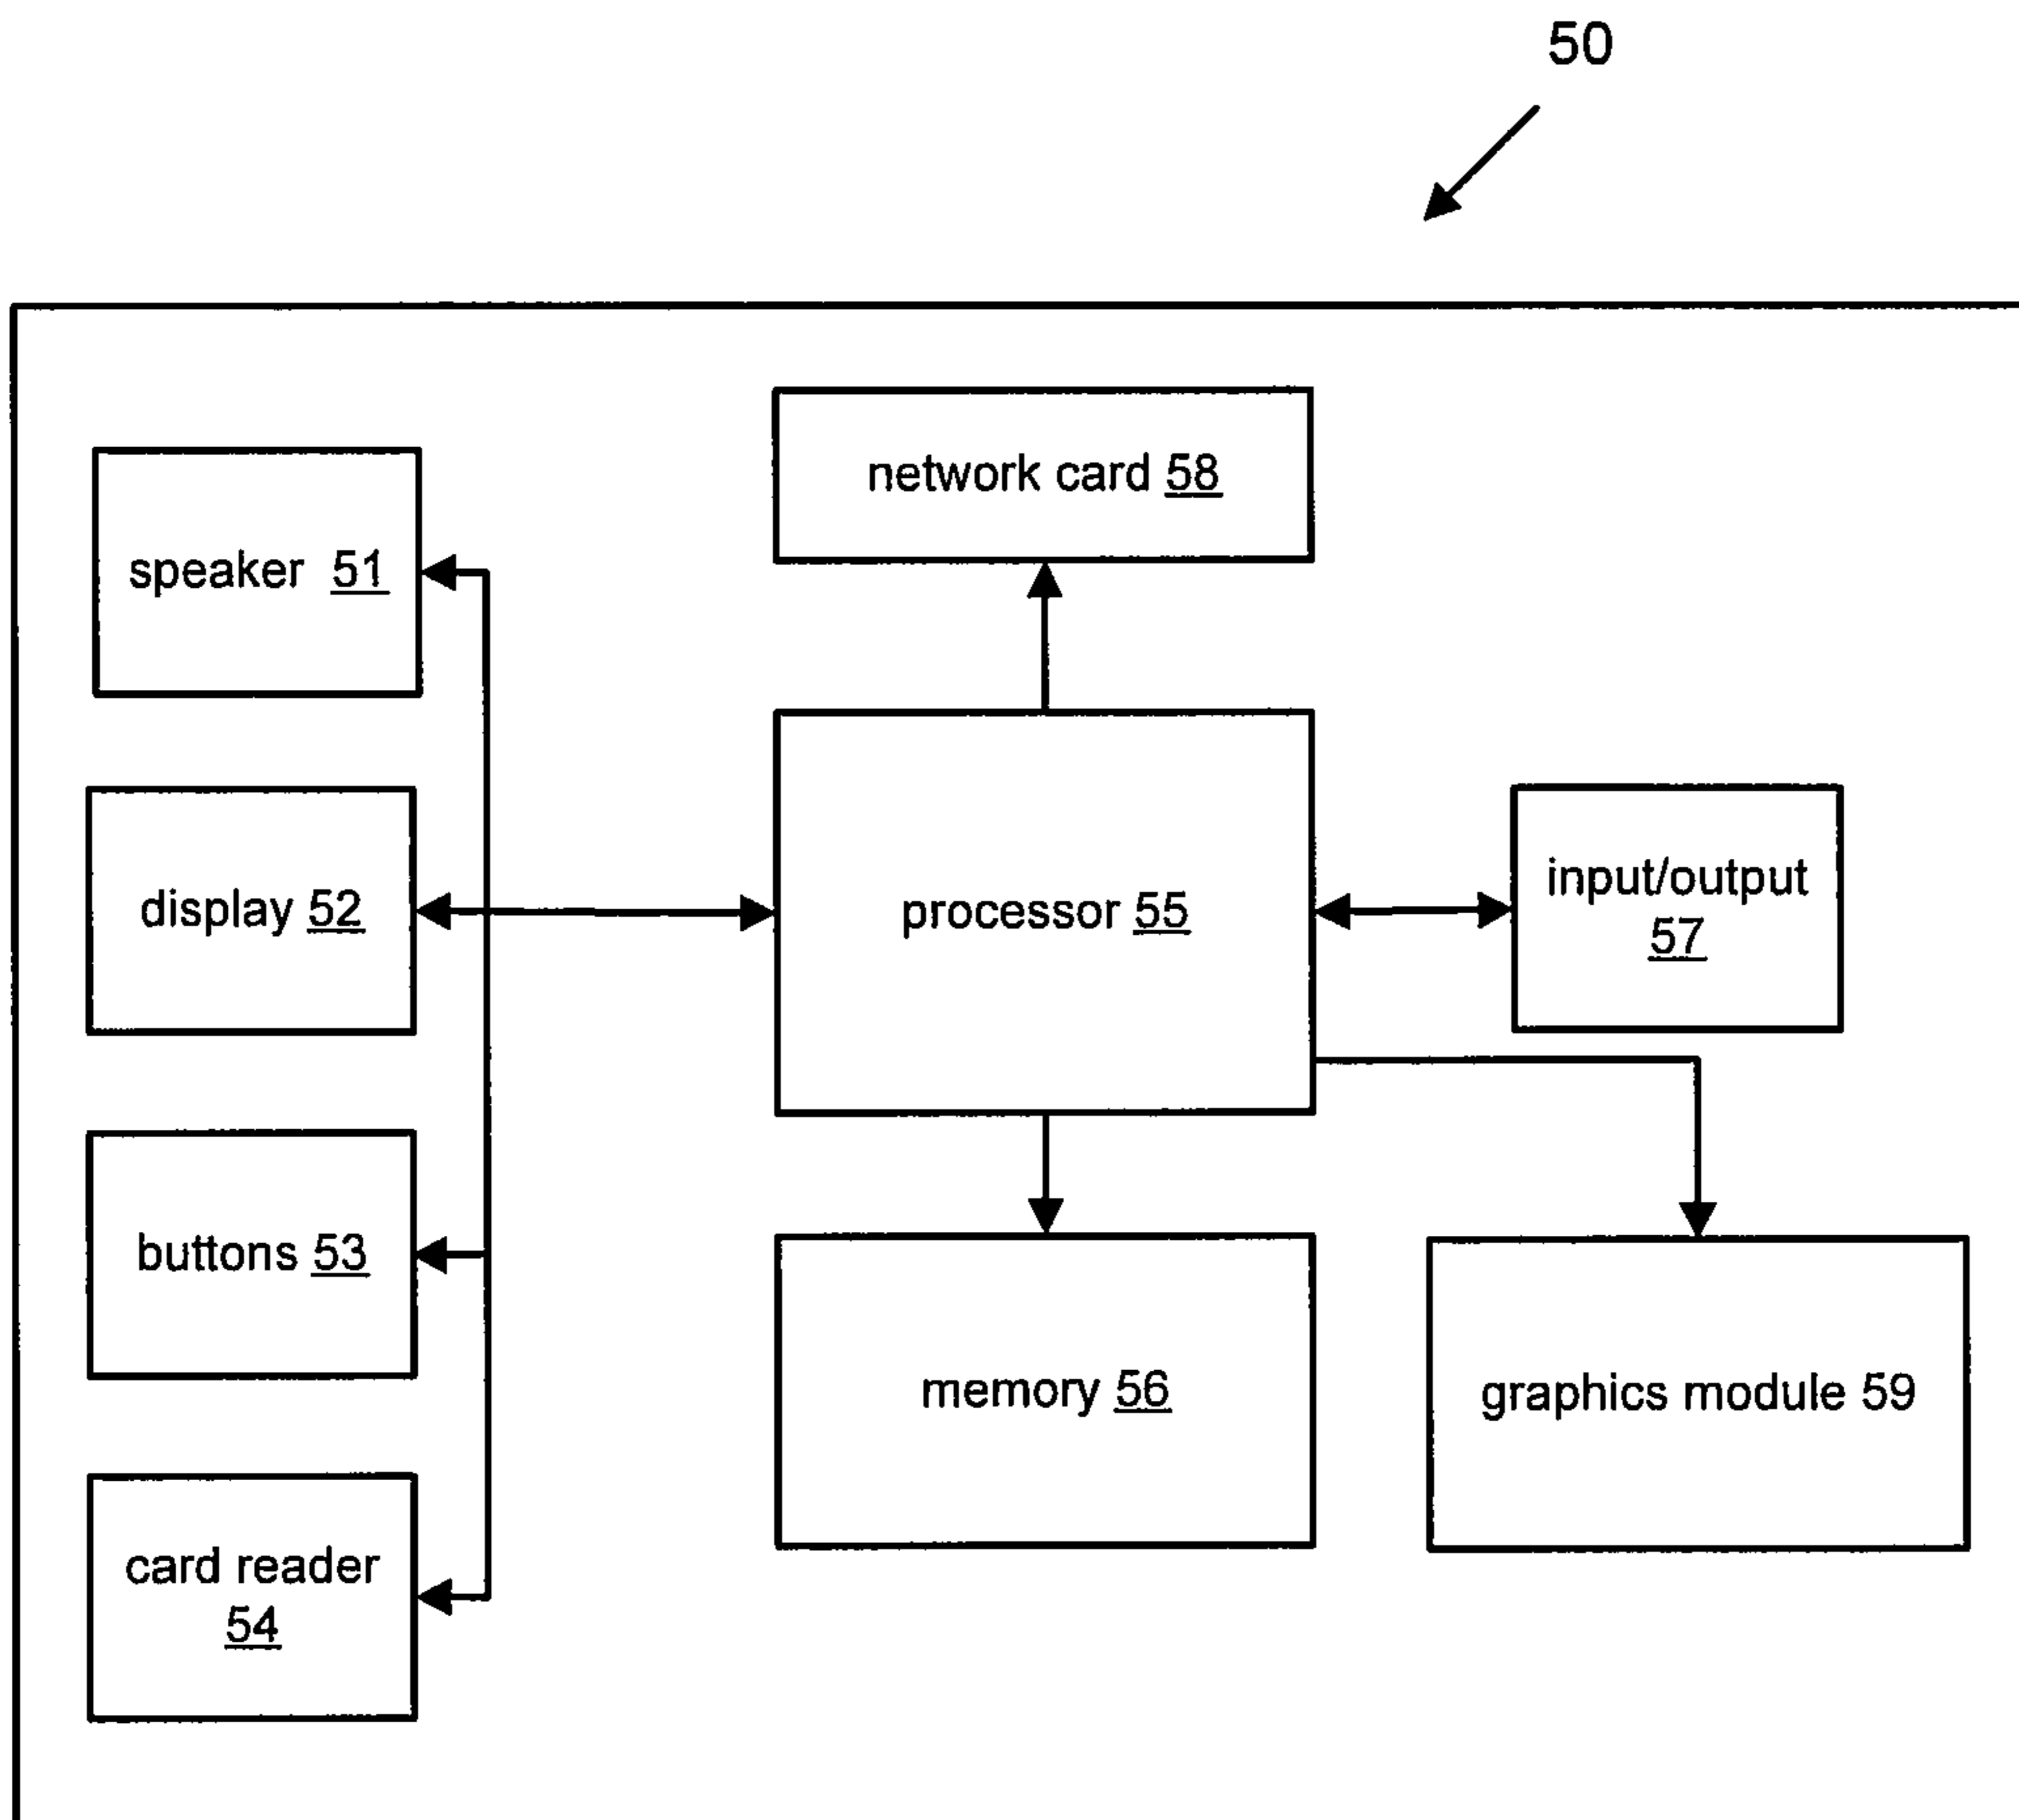 50
network card 58
speaker 51
display 52
processor 55
input/output
57
buttons 53
memory 56
graphics module 59
card reader
54